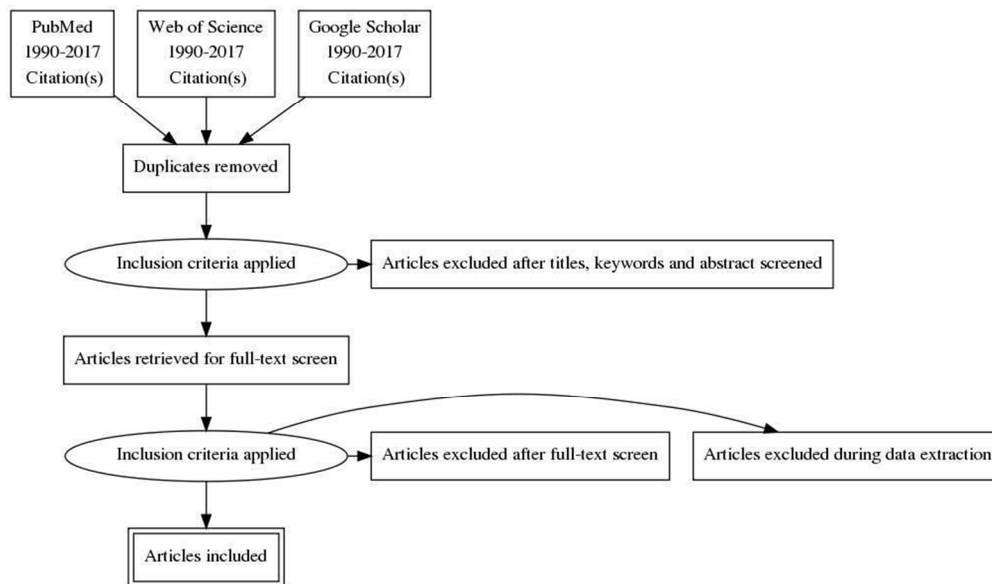 PubMed
1990-2017
Citation(s)
Web of Science
1990-2017
Citation(s)
Google Scholar
1990-2017
Citation(s)
Duplicates removed
Inclusion criteria applied
Articles excluded after titles, keywords and abstract screened
Articles retrieved for full-text screen
Inclusion criteria applied
Articles excluded after full-text screen
Articles excluded during data extraction
Articles included